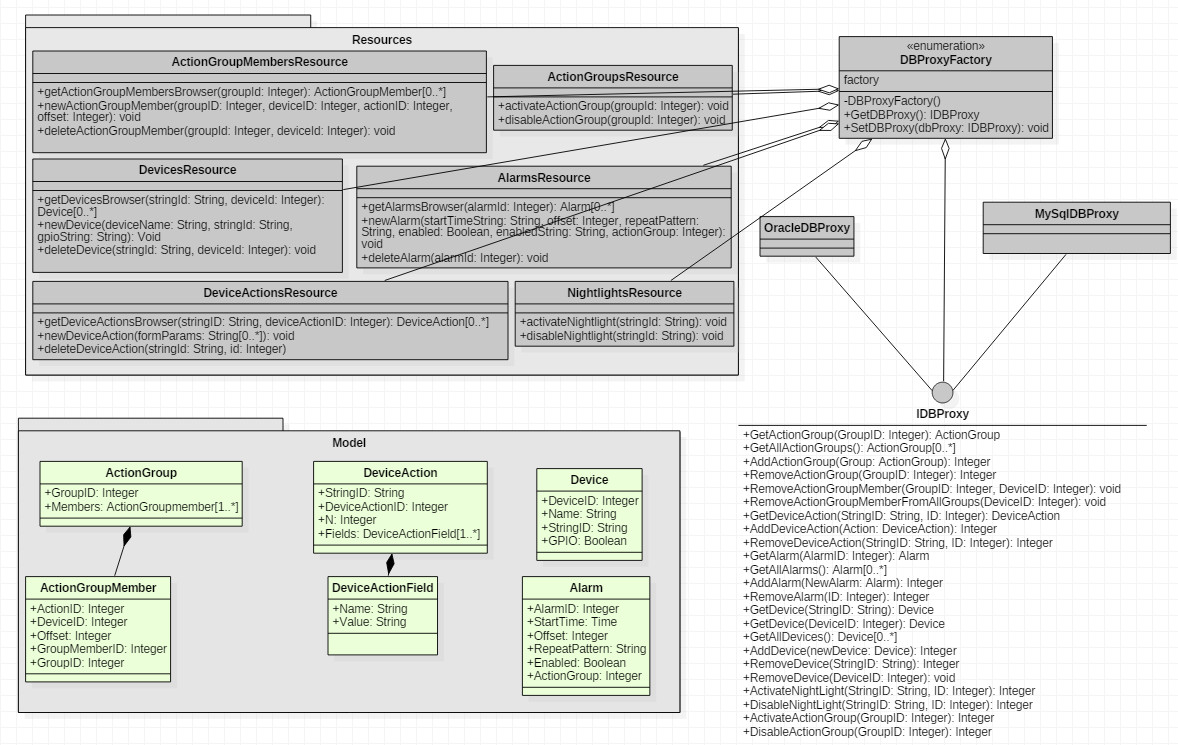 Resources
ActionGroupMembersResource
+getActionGroupMembersBrowser(groupId: Integer): ActionGroupMember[0..*]
+newActionGroupMember(groupID: Integer, deviceID: Integer, actionID: Integer,
offset: Integer): void
+deleteActionGroupMember(groupId: Integer, deviceId: Integer): void
ActionGroupsResource
+activateActionGroup(groupId: Integer): void
+disableActionGroup(groupId: Integer): void
DevicesResource
+getDevicesBrowser(stringId: String, deviceId: Integer):
Device[0..*]
+newDevice(deviceName: String, stringId: String,
gpioString: String): Void
+deleteDevice(stringId: String, deviceId: Integer): void
AlarmsResource
+getAlarmsBrowser(alarmId: Integer): Alarm[0..*]
+newAlarm(startTimeString: String, offset: Integer, repeatPattern:
String, enabled: Boolean, enabledString: String, actionGroup: Integer):
void
+deleteAlarm(alarmId: Integer): void
DeviceActionsResource
+getDeviceActionsBrowser(stringID: String, deviceActionID: Integer): DeviceAction[0..*]
+newDeviceAction(formParams: String[0..*]): void
+deleteDeviceAction(stringId: String, id: Integer)
NightlightsResource
+activateNightlight(stringId: String): void
+disableNightlight(stringId: String): void
«enumeration»
DBProxyFactory
factory
-DBProxyFactory()
+GetDBProxy(): IDBProxy
+SetDBProxy(dbProxy: IDBProxy): void
OracleDBProxy
MySqlDBProxy
IDBProxy
+GetActionGroup(GroupID: Integer): ActionGroup
+GetAllActionGroups(): ActionGroup[0..*]
+AddActionGroup(Group: ActionGroup): Integer
+RemoveActionGroup(GroupID: Integer): Integer
+RemoveActionGroupMember(GroupID: Integer, DeviceID: Integer): void
+RemoveActionGroupMemberFromAllGroups(DeviceID: Integer): void
+GetDeviceAction(StringID: String, ID: Integer): DeviceAction
+AddDeviceAction(Action: DeviceAction): Integer
+RemoveDeviceAction(StringID: String, ID: Integer): Integer
+GetAlarm(AlarmID: Integer): Alarm
+GetAllAlarms(): Alarm[0..*]
+AddAlarm(NewAlarm: Alarm): Integer
+RemoveAlarm(ID: Integer): Integer
+GetDevice(StringID: String): Device
+GetDevice(DeviceID: Integer): Device
+GetAllDevices(): Device[0..*]
+AddDevice(newDevice: Device): Integer
+RemoveDevice(StringID: String): Integer
+RemoveDevice(DeviceID: Integer): void
+ActivateNightLight(StringID: String, ID: Integer): Integer
+DisableNightLight(StringID: String, ID: Integer): Integer
+ActivateActionGroup(GroupID: Integer): Integer
+DisableActionGroup(GroupID: Integer): Integer
Model
ActionGroup
+GroupID: Integer
+Members: ActionGroupmember[1..*]
ActionGroupMember
+ActionID: Integer
+DeviceID: Integer
+Offset: Integer
+GroupMemberID: Integer
+GroupID: Integer
DeviceAction
+StringID: String
+DeviceActionID: Integer
+N: Integer
+Fields: DeviceActionField[1..*]
DeviceActionField
+Name: String
+Value: String
Device
+DeviceID: Integer
+Name: String
+StringID: String
+GPIO: Boolean
Alarm
+AlarmID: Integer
+StartTime: Time
+Offset: Integer
+RepeatPattern: String
+Enabled: Boolean
+ActionGroup: Integer